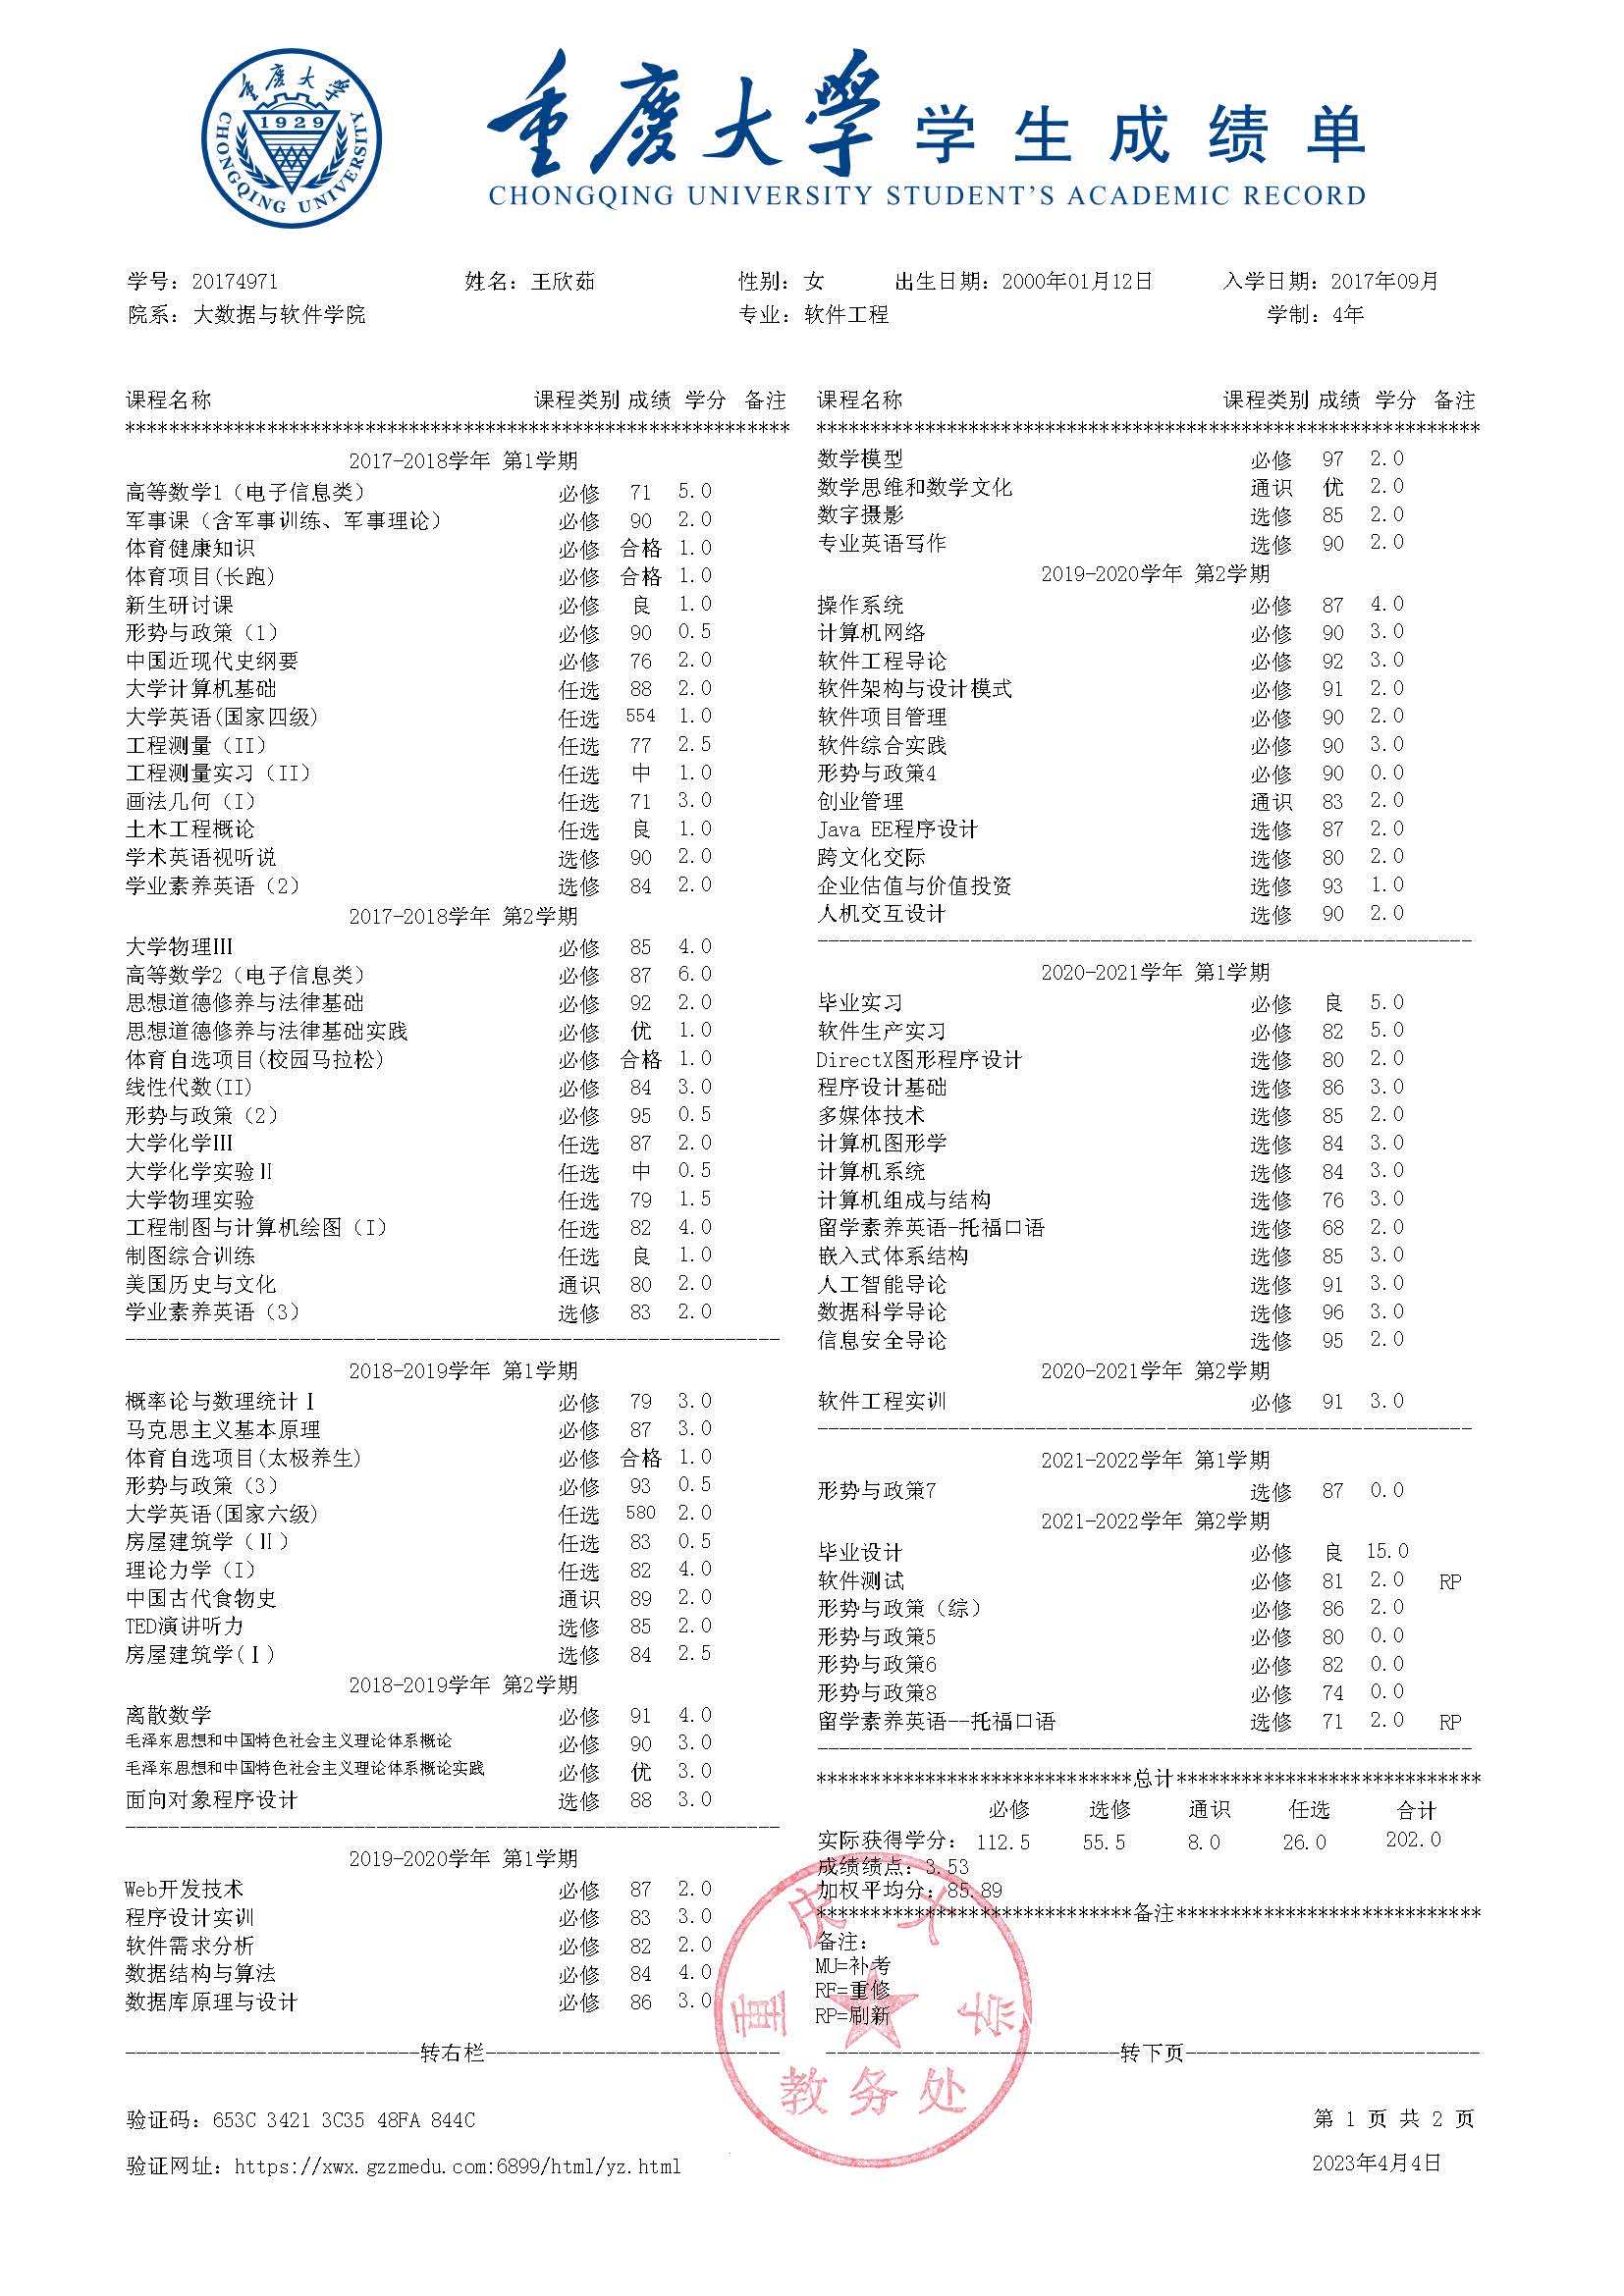 重庆大学
1929
CHONGQING UNIVERSITY
重庆大学 学生成绩单
CHONGQING UNIVERSITY STUDENT'S ACADEMIC RECORD
学号：20174971 姓名：王欣茹 性别：女 出生日期：2000年01月12日 入学日期：2017年09月
院系：大数据与软件学院 专业：软件工程 学制：4年
课程名称 课程类别 成绩 学分 备注
*************************************************************
2017-2018学年 第1学期
高等数学1（电子信息类） 必修 71 5.0
军事课（含军事训练、军事理论） 必修 90 2.0
体育健康知识 必修 合格 1.0
体育项目(长跑) 必修 合格 1.0
新生研讨课 必修 良 1.0
形势与政策（1） 必修 90 0.5
中国近现代史纲要 必修 76 2.0
大学计算机基础 任选 88 2.0
大学英语(国家四级) 任选 554 1.0
工程测量（II） 任选 77 2.5
工程测量实习（II） 任选 中 1.0
画法几何（I） 任选 71 3.0
土木工程概论 任选 良 1.0
学术英语视听说 选修 90 2.0
学业素养英语（2） 选修 84 2.0
2017-2018学年 第2学期
大学物理Ⅲ 必修 85 4.0
高等数学2（电子信息类） 必修 87 6.0
思想道德修养与法律基础 必修 92 2.0
思想道德修养与法律基础实践 必修 优 1.0
体育自选项目(校园马拉松) 必修 合格 1.0
线性代数(II) 必修 84 3.0
形势与政策（2） 必修 95 0.5
大学化学Ⅲ 任选 87 2.0
大学化学实验Ⅱ 任选 中 0.5
大学物理实验 任选 79 1.5
工程制图与计算机绘图（I） 任选 82 4.0
制图综合训练 任选 良 1.0
美国历史与文化 通识 80 2.0
学业素养英语（3） 选修 83 2.0
------------------------------------------------------------
2018-2019学年 第1学期
概率论与数理统计Ⅰ 必修 79 3.0
马克思主义基本原理 必修 87 3.0
体育自选项目(太极养生) 必修 合格 1.0
形势与政策（3） 必修 93 0.5
大学英语(国家六级) 任选 580 2.0
房屋建筑学（Ⅱ） 任选 83 0.5
理论力学（I） 任选 82 4.0
中国古代食物史 通识 89 2.0
TED演讲听力 选修 85 2.0
房屋建筑学(Ⅰ) 选修 84 2.5
2018-2019学年 第2学期
离散数学 必修 91 4.0
毛泽东思想和中国特色社会主义理论体系概论 必修 90 3.0
毛泽东思想和中国特色社会主义理论体系概论实践 必修 优 3.0
面向对象程序设计 选修 88 3.0
------------------------------------------------------------
2019-2020学年 第1学期
Web开发技术 必修 87 2.0
程序设计实训 必修 83 3.0
软件需求分析 必修 82 2.0
数据结构与算法 必修 84 4.0
数据库原理与设计 必修 86 3.0
---------------------------转右栏---------------------------
课程名称 课程类别 成绩 学分 备注
*************************************************************
数学模型 必修 97 2.0
数学思维和数学文化 通识 优 2.0
数字摄影 选修 85 2.0
专业英语写作 选修 90 2.0
2019-2020学年 第2学期
操作系统 必修 87 4.0
计算机网络 必修 90 3.0
软件工程导论 必修 92 3.0
软件架构与设计模式 必修 91 2.0
软件项目管理 必修 90 2.0
软件综合实践 必修 90 3.0
形势与政策4 必修 90 0.0
创业管理 通识 83 2.0
Java EE程序设计 选修 87 2.0
跨文化交际 选修 80 2.0
企业估值与价值投资 选修 93 1.0
人机交互设计 选修 90 2.0
------------------------------------------------------------
2020-2021学年 第1学期
毕业实习 必修 良 5.0
软件生产实习 必修 82 5.0
DirectX图形程序设计 选修 80 2.0
程序设计基础 选修 86 3.0
多媒体技术 选修 85 2.0
计算机图形学 选修 84 3.0
计算机系统 选修 84 3.0
计算机组成与结构 选修 76 3.0
留学素养英语-托福口语 选修 68 2.0
嵌入式体系结构 选修 85 3.0
人工智能导论 选修 91 3.0
数据科学导论 选修 96 3.0
信息安全导论 选修 95 2.0
2020-2021学年 第2学期
软件工程实训 必修 91 3.0
------------------------------------------------------------
2021-2022学年 第1学期
形势与政策7 选修 87 0.0
2021-2022学年 第2学期
毕业设计 必修 良 15.0
软件测试 必修 81 2.0 RP
形势与政策（综） 必修 86 2.0
形势与政策5 必修 80 0.0
形势与政策6 必修 82 0.0
形势与政策8 必修 74 0.0
留学素养英语--托福口语 选修 71 2.0 RP
------------------------------------------------------------
*****************************总计****************************
必修 选修 通识 任选 合计
实际获得学分： 112.5 55.5 8.0 26.0 202.0
成绩绩点：3.53
加权平均分：85.89
*****************************备注****************************
备注：
MU=补考
RF=重修
RP=刷新
---------------------------转下页---------------------------
重庆大学
教务处
验证码：653C 3421 3C35 48FA 844C 第 1 页 共 2 页
验证网址：https://xwx.gzzmedu.com:6899/html/yz.html 2023年4月4日